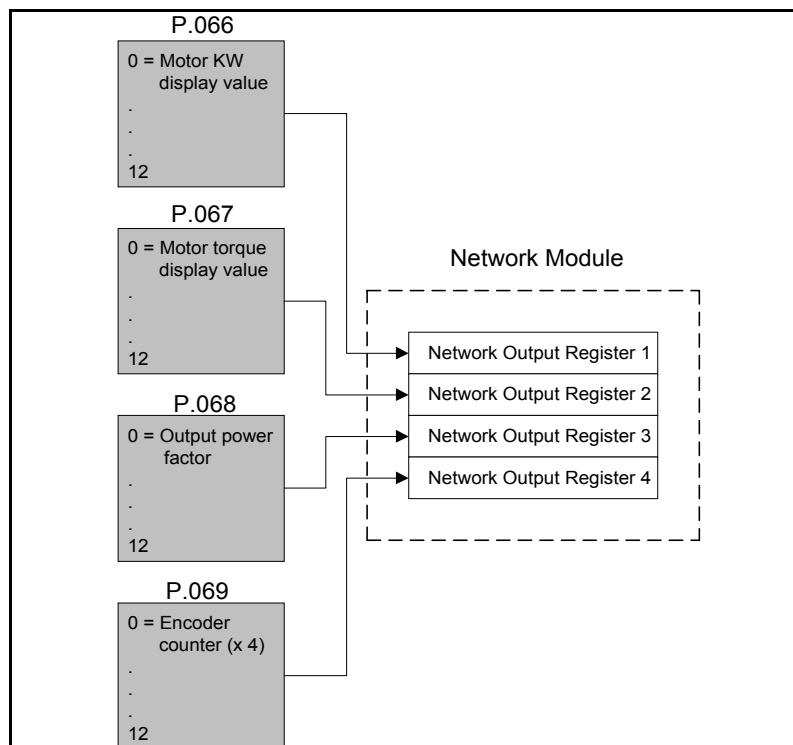 P.066
0 = Motor KW
display value
.
.
.
12
P.067
0 = Motor torque
display value
.
.
.
12
P.068
0 = Output power
factor
.
.
.
12
P.069
0 = Encoder
counter (x 4)
.
.
.
12
Network Module
Network Output Register 1
Network Output Register 2
Network Output Register 3
Network Output Register 4